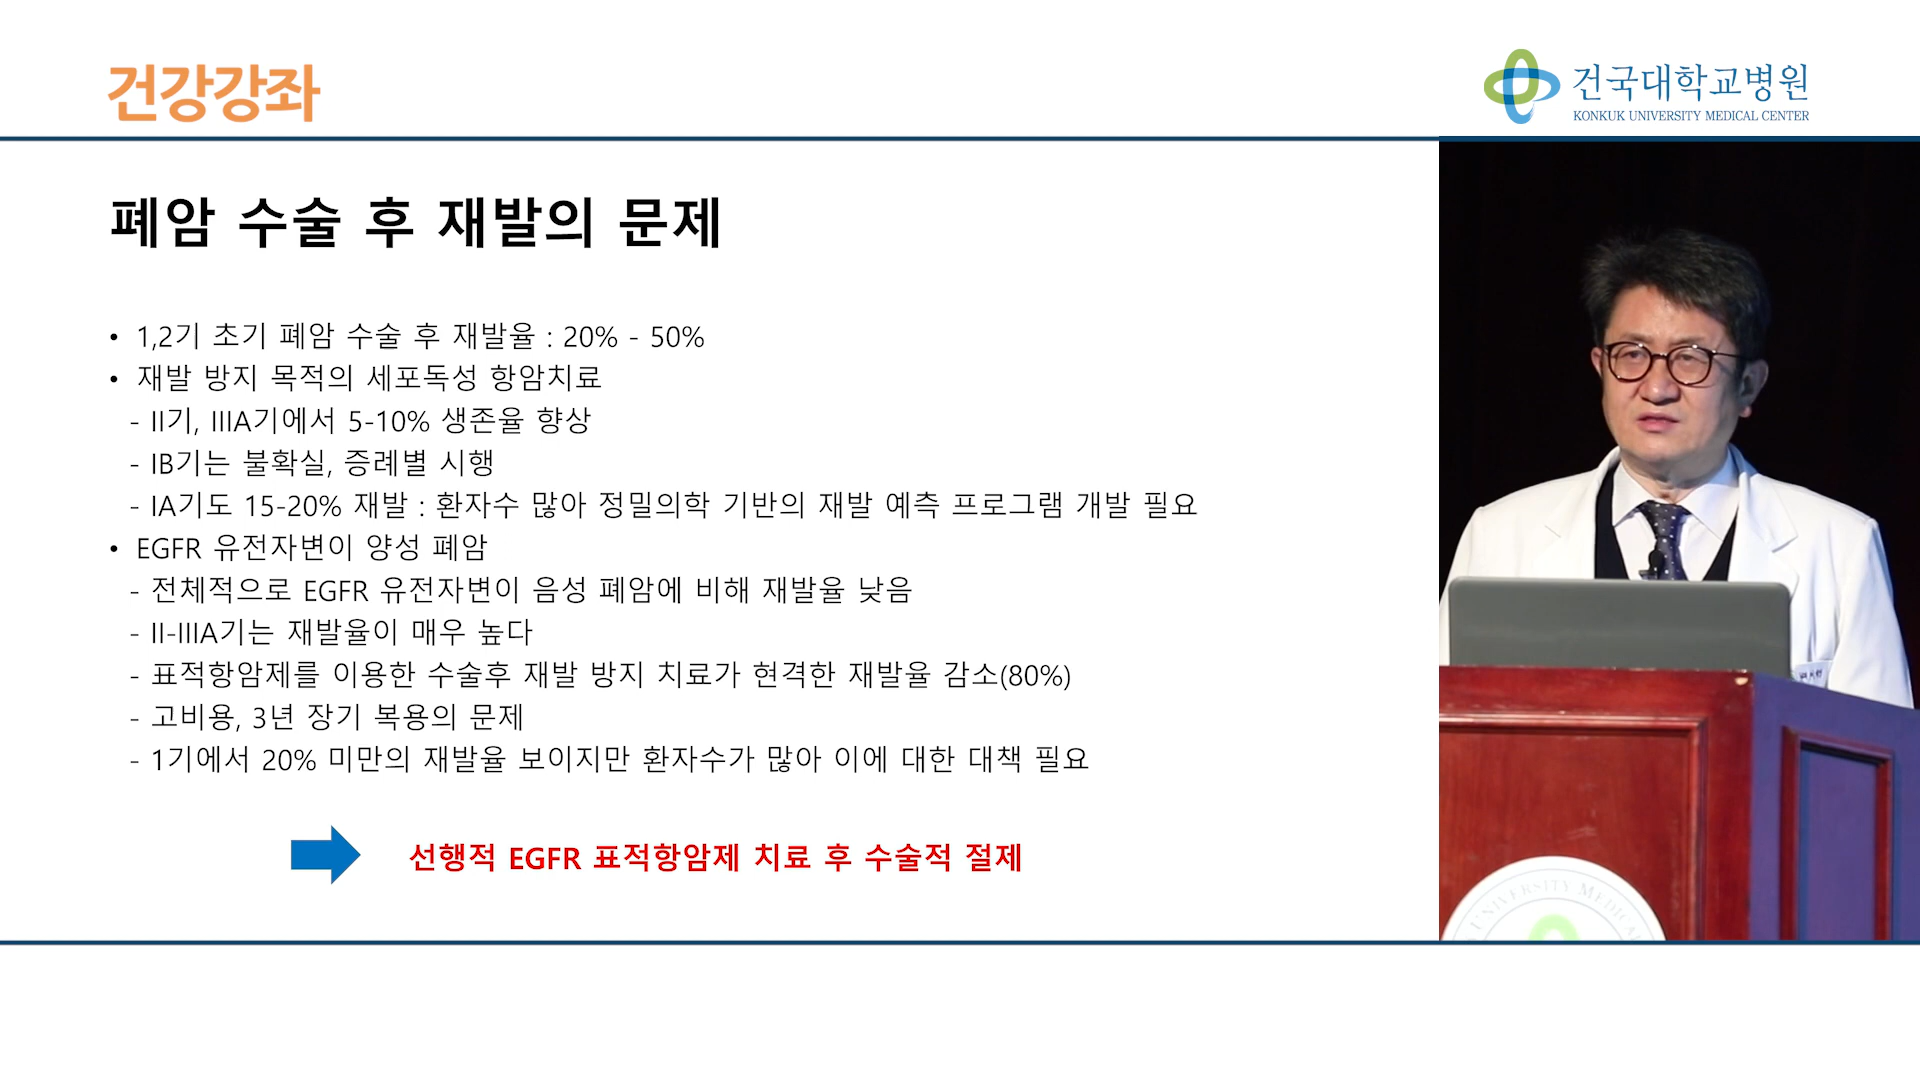 건강강좌
건국대학교병원
KONKUK UNIVERSITY MEDICAL CENTER
폐암 수술 후 재발의 문제
• 1,2기 초기 폐암 수술 후 재발율 : 20% - 50%
• 재발 방지 목적의 세포독성 항암치료
- II기, IIIA기에서 5-10% 생존율 향상
- IB기는 불확실, 증례별 시행
- IA기도 15-20% 재발 : 환자수 많아 정밀의학 기반의 재발 예측 프로그램 개발 필요
• EGFR 유전자변이 양성 폐암
- 전체적으로 EGFR 유전자변이 음성 폐암에 비해 재발율 낮음
- II-IIIA기는 재발율이 매우 높다
- 표적항암제를 이용한 수술후 재발 방지 치료가 현격한 재발율 감소(80%)
- 고비용, 3년 장기 복용의 문제
- 1기에서 20% 미만의 재발율 보이지만 환자수가 많아 이에 대한 대책 필요
선행적 EGFR 표적항암제 치료 후 수술적 절제
UNIVERSITY